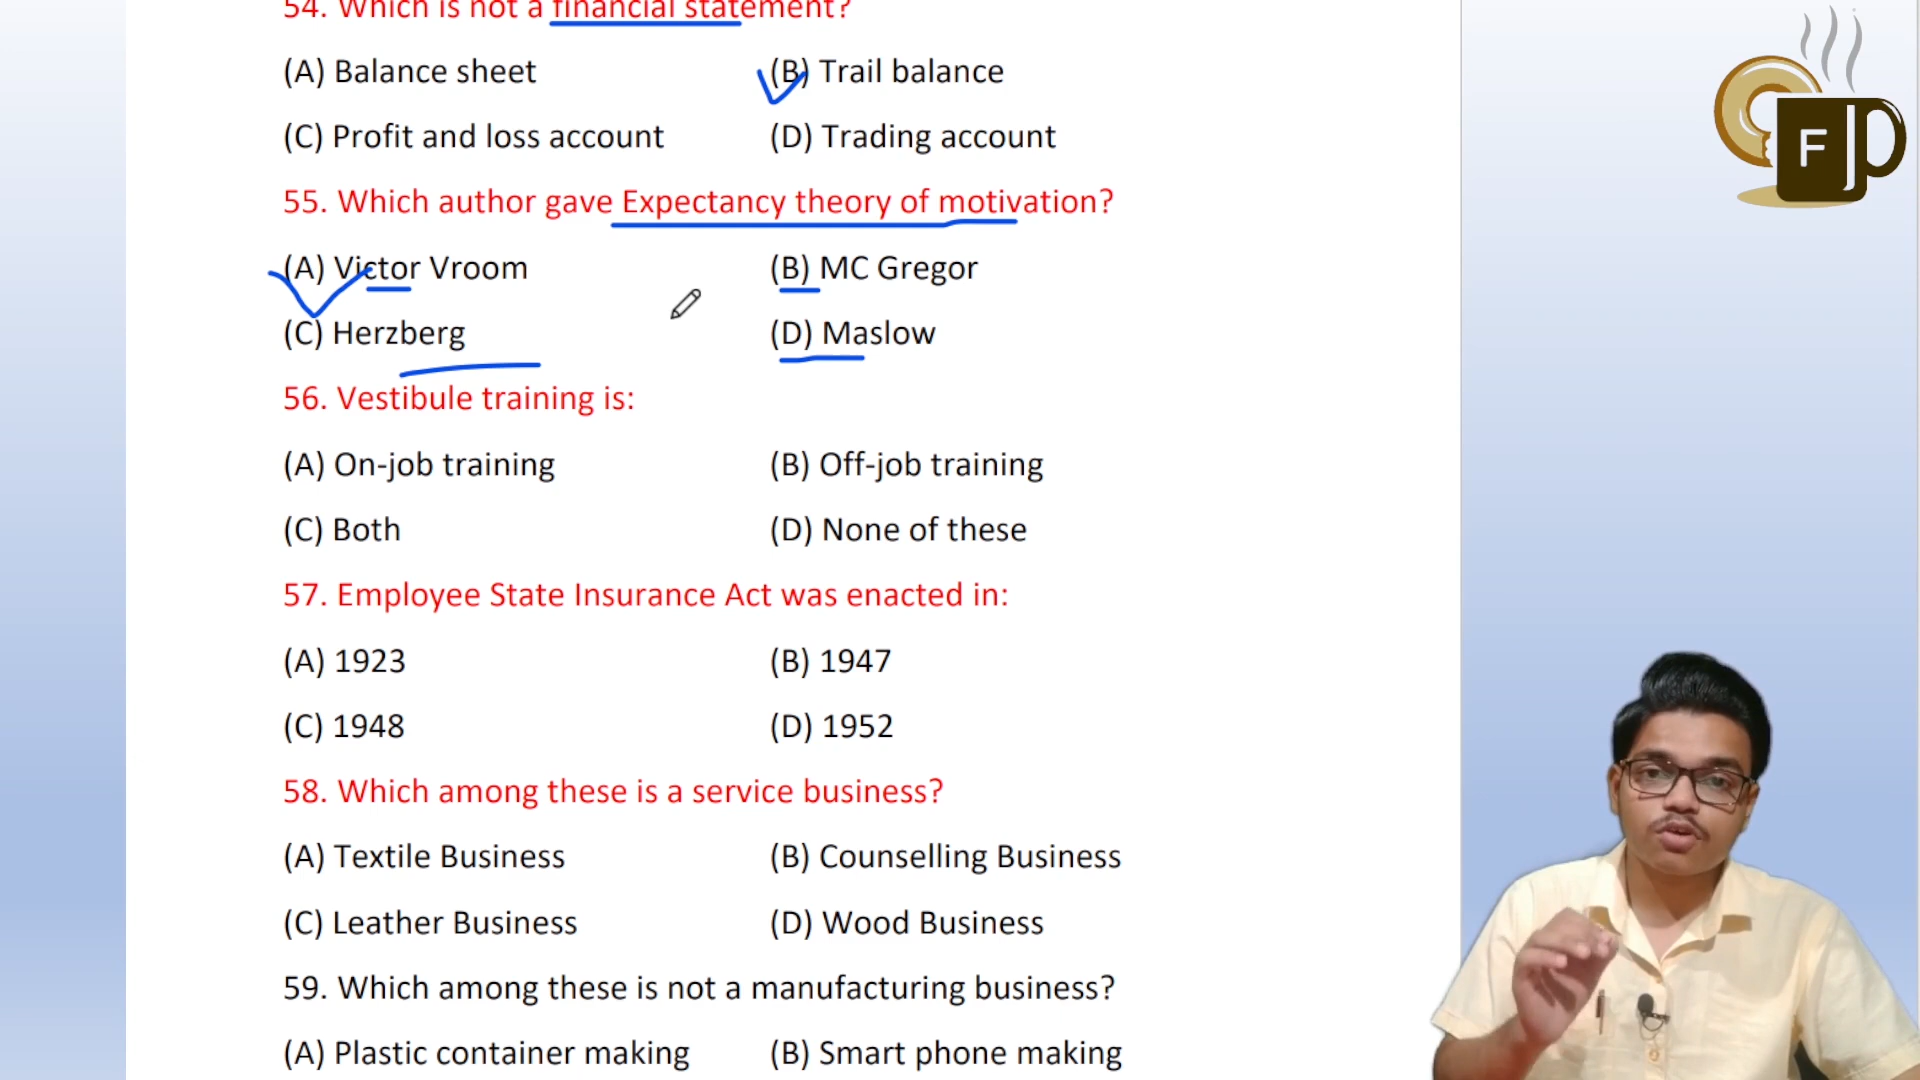 54. Which is not a financial statement?
(A) Balance sheet (B) Trail balance
(C) Profit and loss account (D) Trading account
55. Which author gave Expectancy theory of motivation?
(A) Victor Vroom (B) MC Gregor
(C) Herzberg (D) Maslow
56. Vestibule training is:
(A) On-job training (B) Off-job training
(C) Both (D) None of these
57. Employee State Insurance Act was enacted in:
(A) 1923 (B) 1947
(C) 1948 (D) 1952
58. Which among these is a service business?
(A) Textile Business (B) Counselling Business
(C) Leather Business (D) Wood Business
59. Which among these is not a manufacturing business?
(A) Plastic container making (B) Smart phone making
FJ